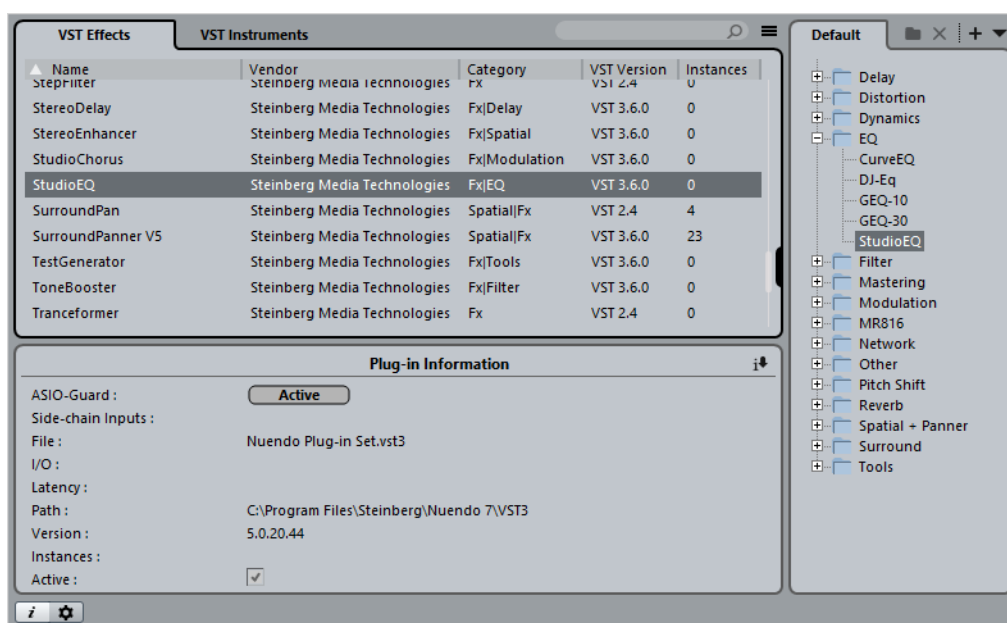 VST Effects VST Instruments
Name Vendor Category VST Version Instances
StepFilter Steinberg Media Technologies Fx VST 2.4 0
StereoDelay Steinberg Media Technologies Fx|Delay VST 3.6.0 0
StereoEnhancer Steinberg Media Technologies Fx|Spatial VST 3.6.0 0
StudioChorus Steinberg Media Technologies Fx|Modulation VST 3.6.0 0
StudioEQ Steinberg Media Technologies Fx|EQ VST 3.6.0 0
SurroundPan Steinberg Media Technologies Spatial|Fx VST 2.4 4
SurroundPanner V5 Steinberg Media Technologies Spatial|Fx VST 3.6.0 23
TestGenerator Steinberg Media Technologies Fx|Tools VST 3.6.0 0
ToneBooster Steinberg Media Technologies Fx|Filter VST 3.6.0 0
Tranceformer Steinberg Media Technologies Fx VST 2.4 0
Plug-in Information
i
ASIO-Guard : Active
Side-chain Inputs :
File : Nuendo Plug-in Set.vst3
I/O :
Latency :
Path : C:\Program Files\Steinberg\Nuendo 7\VST3
Version : 5.0.20.44
Instances :
Active :
i
Default
Delay
Distortion
Dynamics
EQ
CurveEQ
DJ-Eq
GEQ-10
GEQ-30
StudioEQ
Filter
Mastering
Modulation
MR816
Network
Other
Pitch Shift
Reverb
Spatial + Panner
Surround
Tools